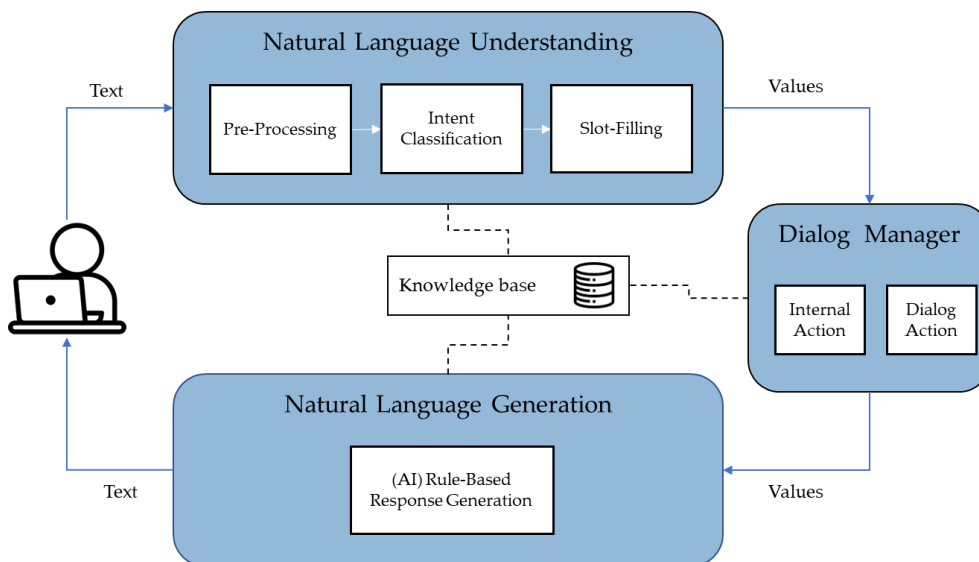 Natural Language Understanding
Text
Values
Pre-Processing
Intent
Classification
Slot-Filling
Dialog Manager
Knowledge base
Internal
Action
Dialog
Action
Natural Language Generation
(AI) Rule-Based
Response Generation
Text
Values